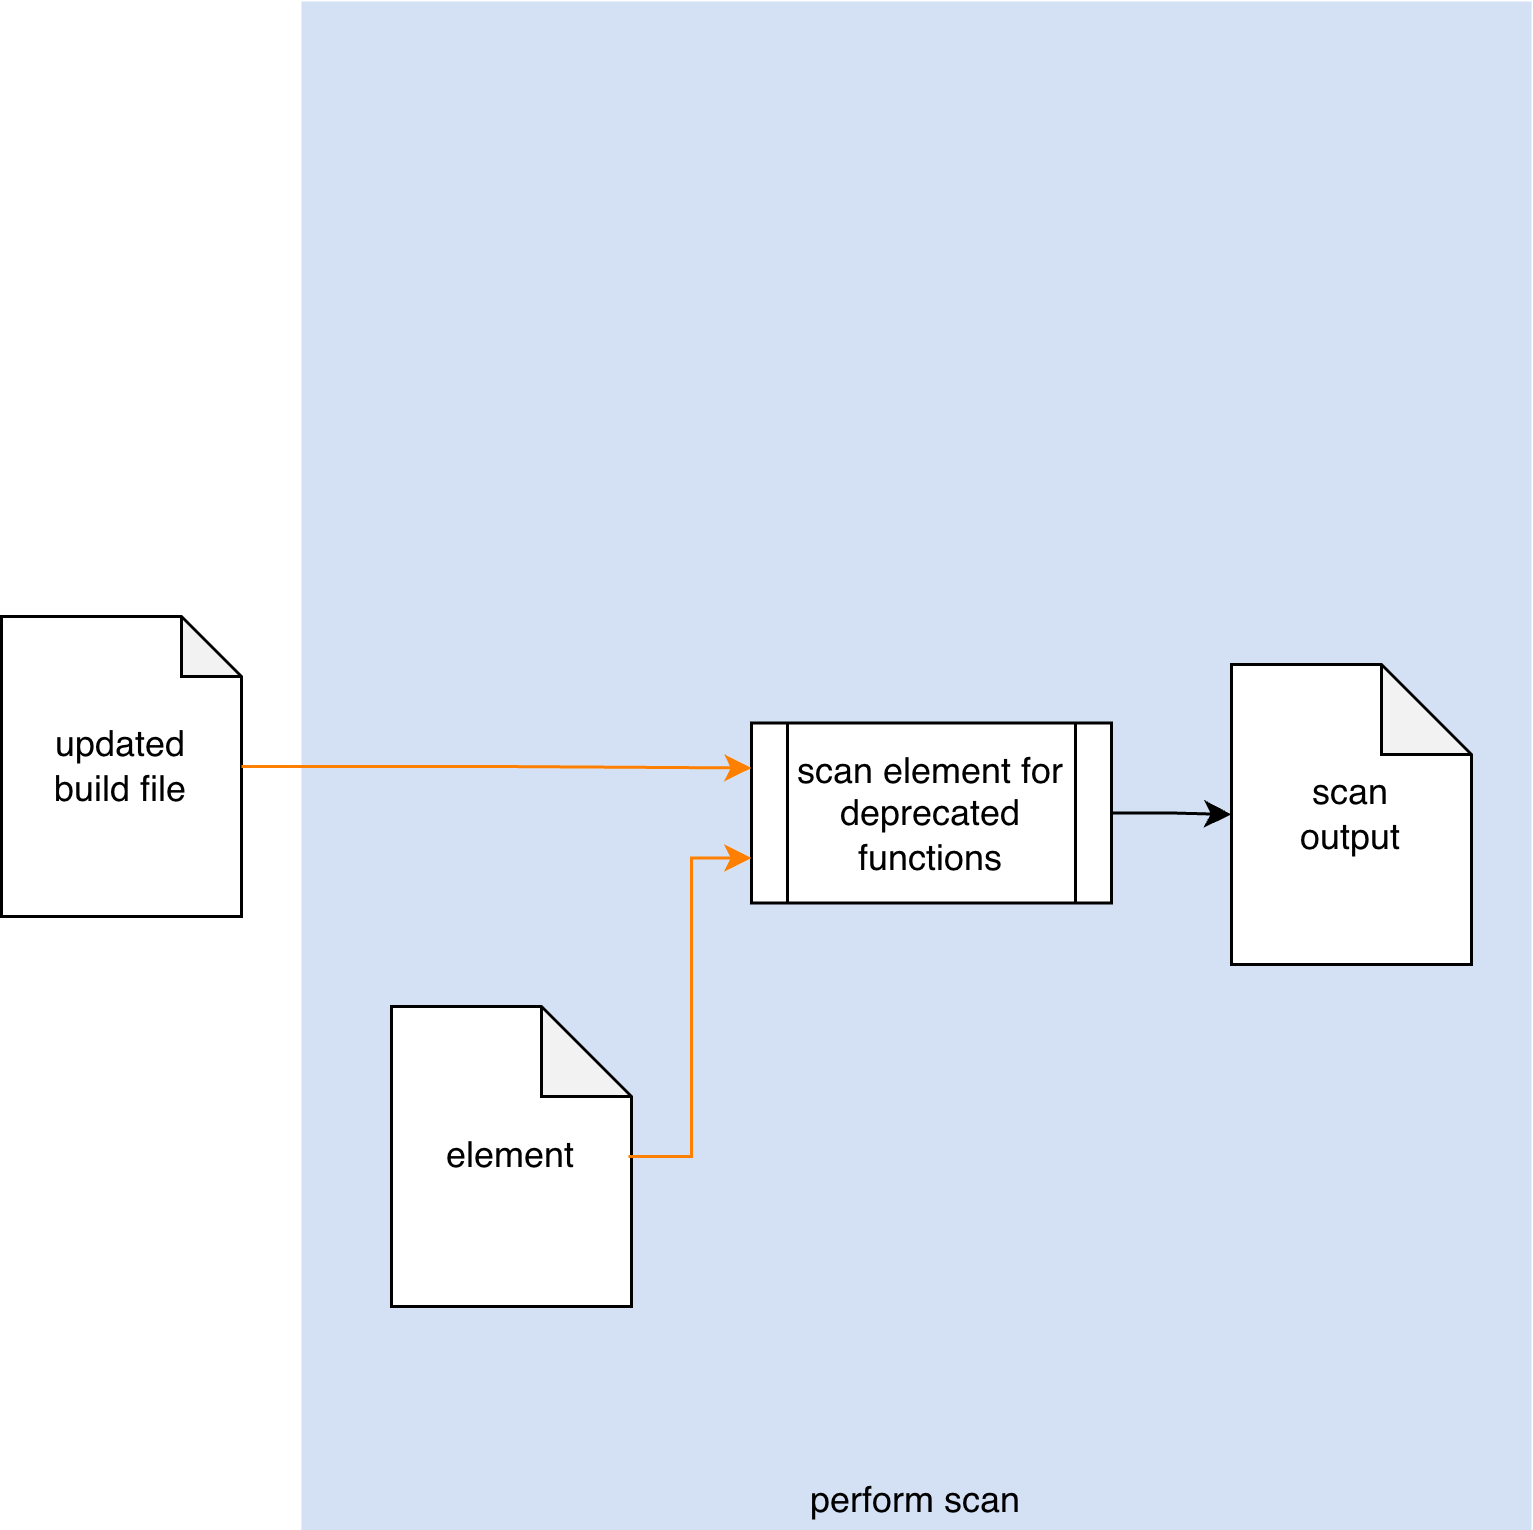 updated
build file
scan element for
deprecated
functions
scan
output
element
perform scan